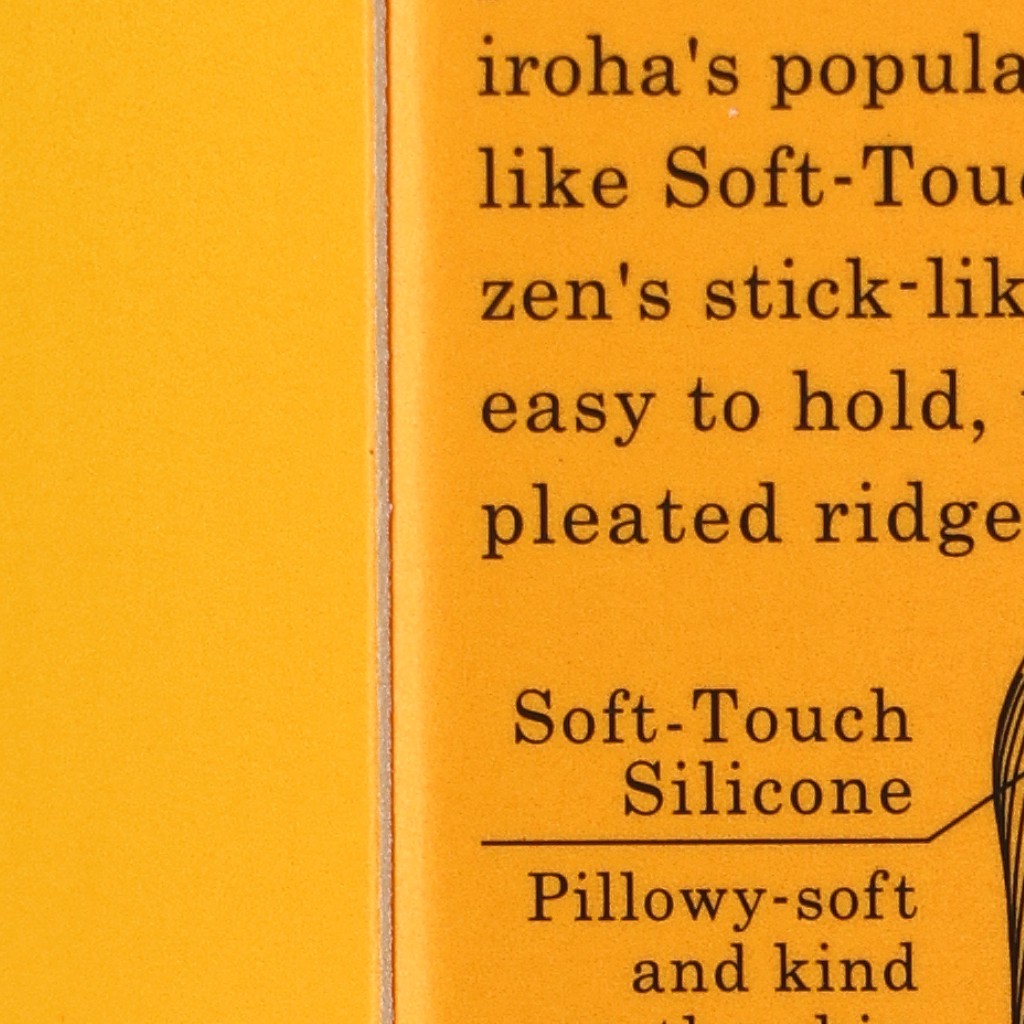 iroha's popula
like Soft-Touc
zen's stick-lik
easy to hold,
pleated ridge
Soft-Touch
Silicone
Pillowy-soft
and kind